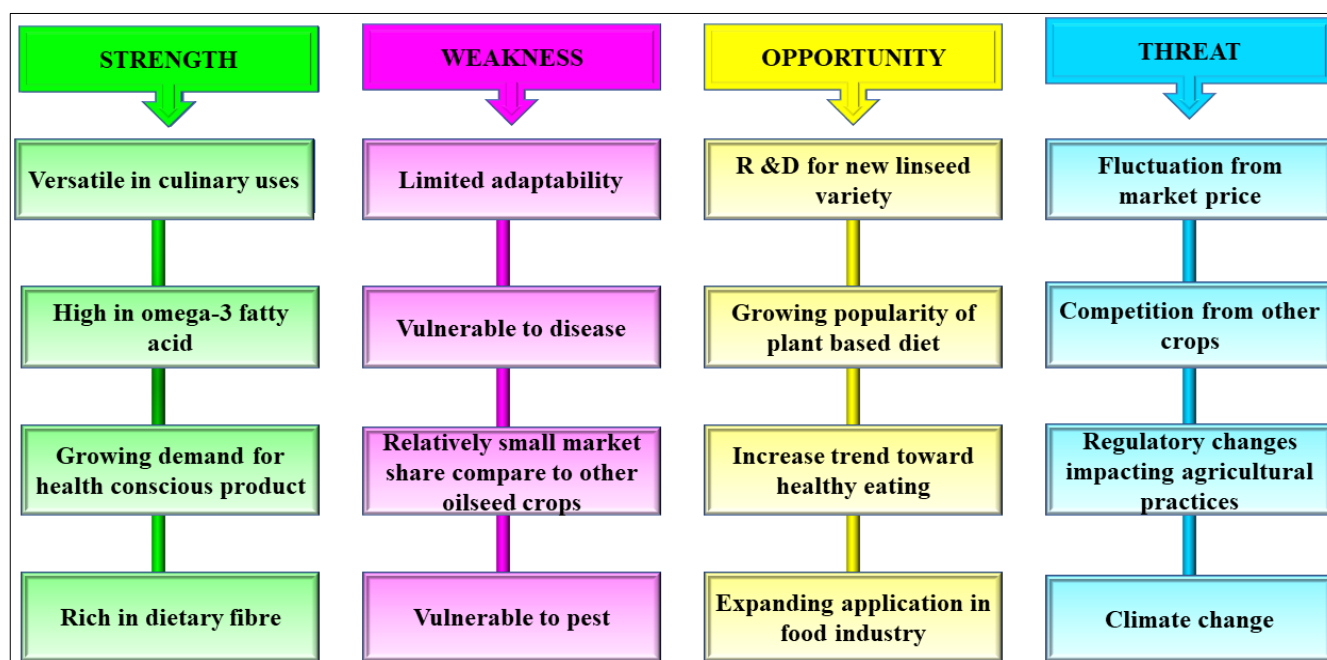 STRENGTH
Versatile in culinary uses
High in omega-3 fatty
acid
Growing demand for
health conscious product
Rich in dietary fibre
WEAKNESS
Limited adaptability
Vulnerable to disease
Relatively small market
share compare to other
oilseed crops
Vulnerable to pest
OPPORTUNITY
R &D for new linseed
variety
Growing popularity of
plant based diet
Increase trend toward
healthy eating
Expanding application in
food industry
THREAT
Fluctuation from
market price
Competition from other
crops
Regulatory changes
impacting agricultural
practices
Climate change